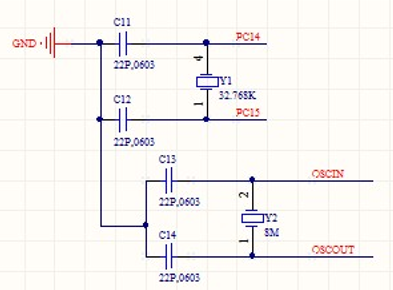 C11
GND
PC14
22P,0603
4
Y1
32.768K
C12
1
PC15
22P,0603
C13
OSCIN
22P,0603
2
Y2
8M
C14
1
OSCOUT
22P,0603